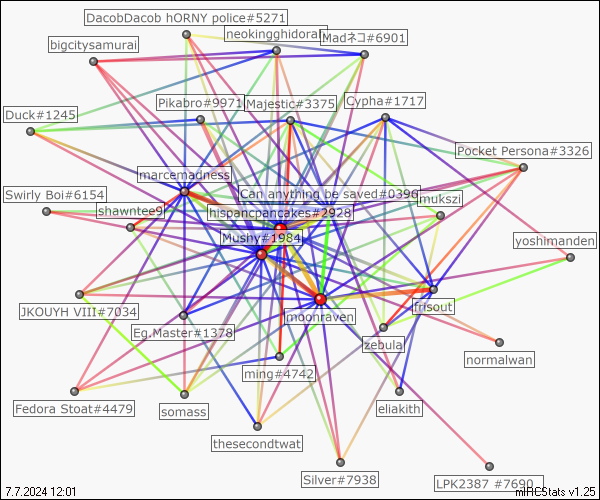 DacobDacob hORNY police#5271
neokingghidorah
Madネコ#6901
bigcitysamurai
Pikabro#9971
Majestic#3375
Cypha#1717
Duck#1245
Pocket Persona#3326
marcemadness
Can anything be saved#0396
mukszi
Swirly Boi#6154
shawntee9
hispancpancakes#2928
Mushy#1984
yoshimanden
JKOUYH VIII#7034
Eg.Master#1378
moonraven
frisout
zebulal
normalwan
ming#4742
Fedora Stoat#4479
somass
eliakith
thesecondtwat
Silver#7938
LPK2387 #7690
7.7.2024 12:01
mIRCStats v1.25